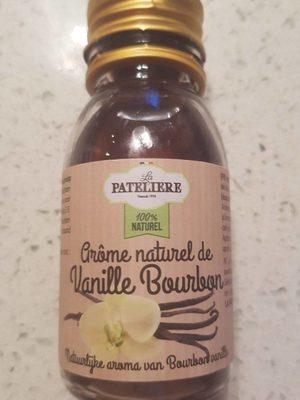 La
PATELIERE
100%
NATUREL
Arôme naturel de
Vanille Bourbon
Natuurlijke aroma van Bourbon vanille